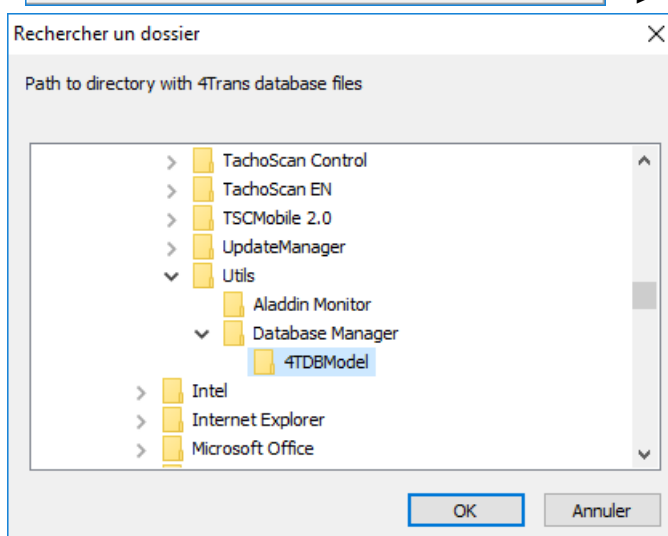 Rechercher un dossier
Path to directory with 4Trans database files
TachoScan Control
TachoScan EN
TSCMobile 2.0
UpdateManager
Utils
Aladdin Monitor
Database Manager
4TDBModel
Intel
Internet Explorer
Microsoft Office
OK Annuler